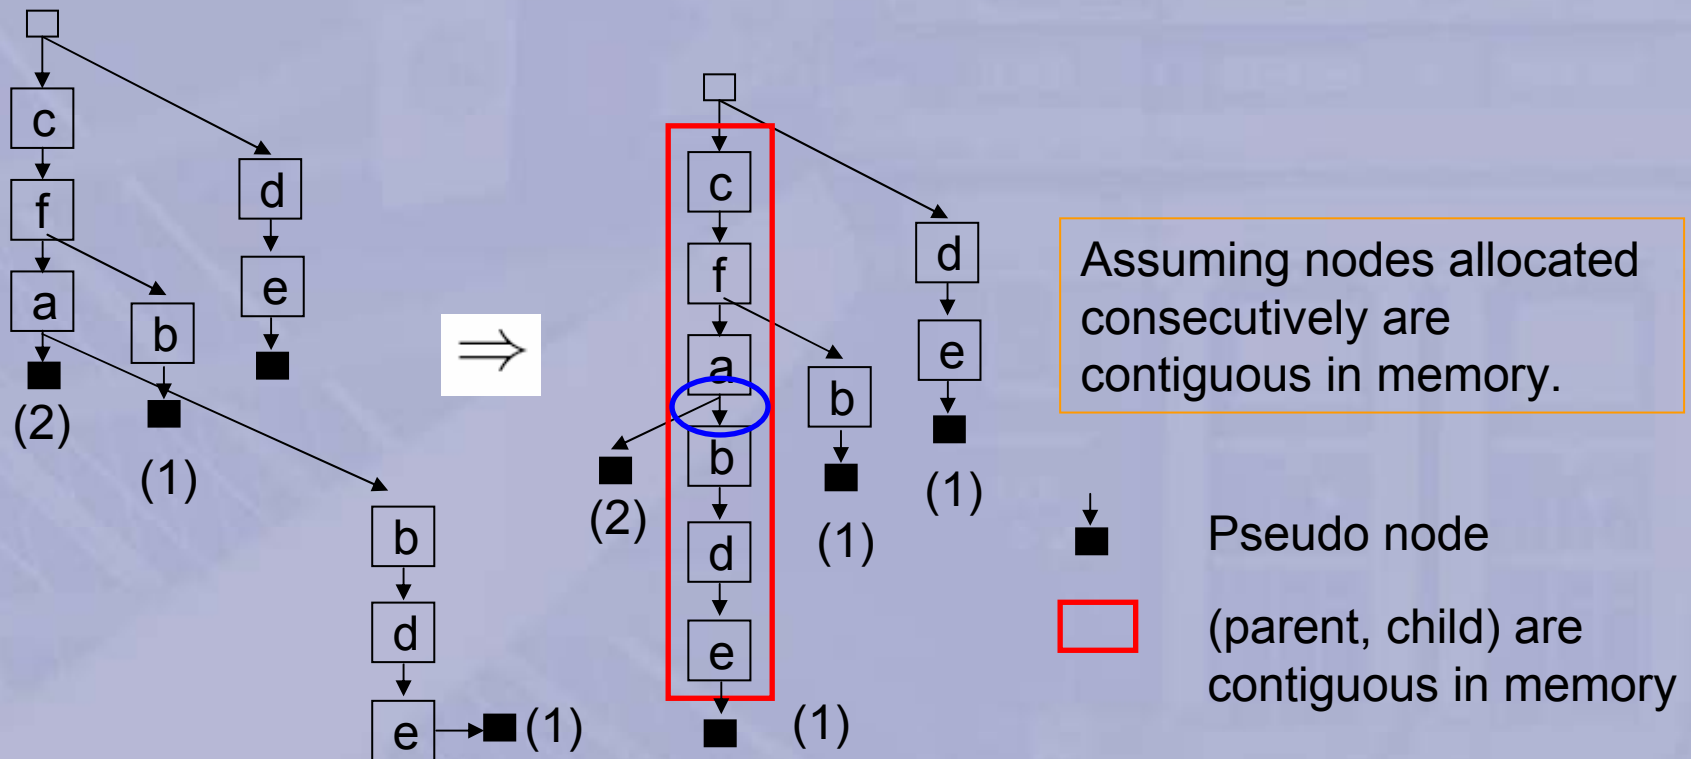 c
f
d
a
e
b
(2)
(1)
b
d
e
(1)
⇒
c
f
d
a
e
b
b
(2)
(1)
(1)
d
e
(1)
Assuming nodes allocated
consecutively are
contiguous in memory.
Pseudo node
(parent, child) are
contiguous in memory